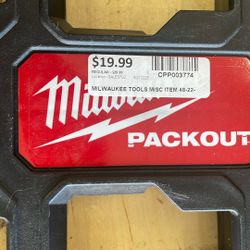 $19.99
CPP003774
MILWAUKEE TOOLS MISC ITEM 48-22-
Milwaukee
PACKOUT